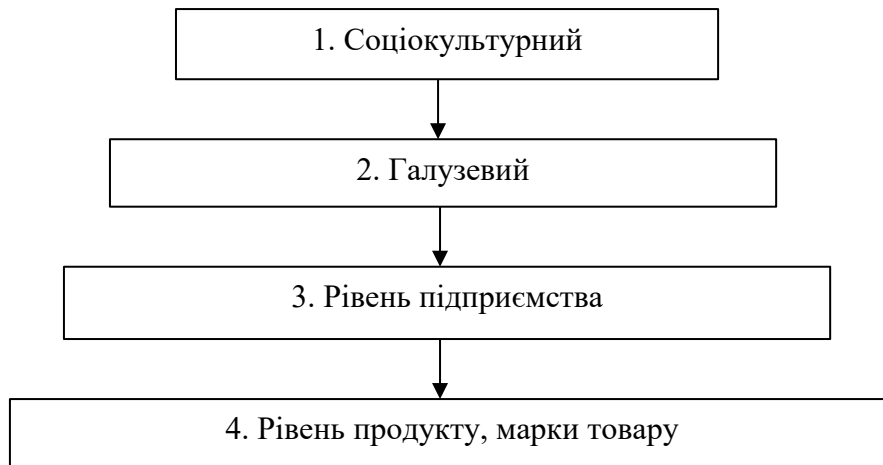 1. Соціокультурний
2. Галузевий
3. Рівень підприємства
4. Рівень продукту, марки товару